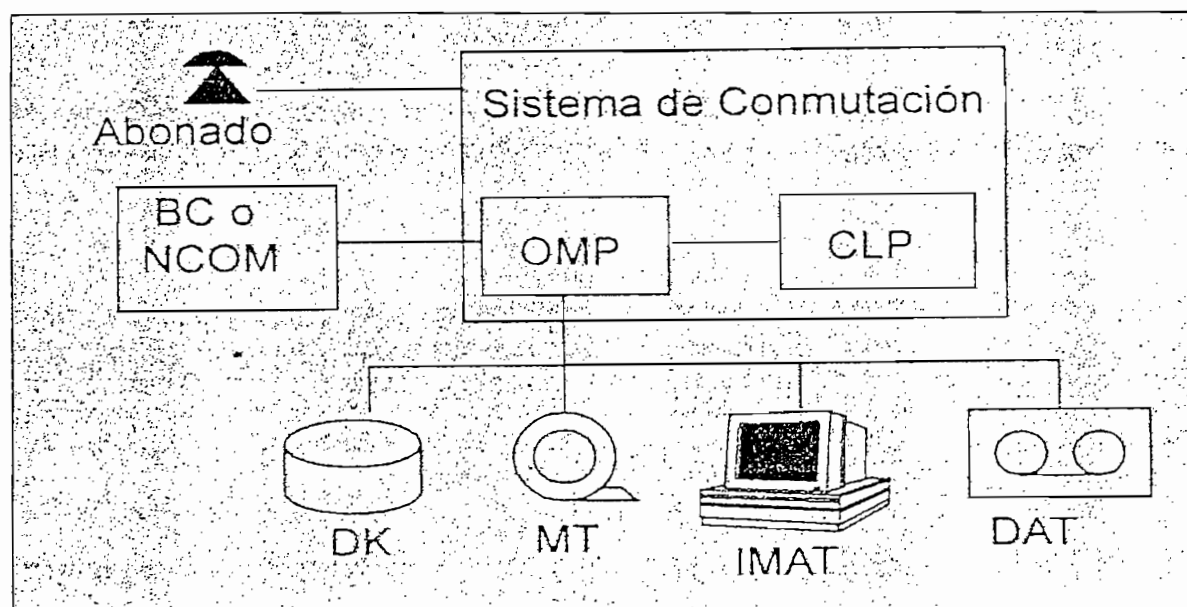 Abonado
Sistema de Conmutación
BC o
NCOM
OMP
CLP
DK
MT
IMAT
DAT